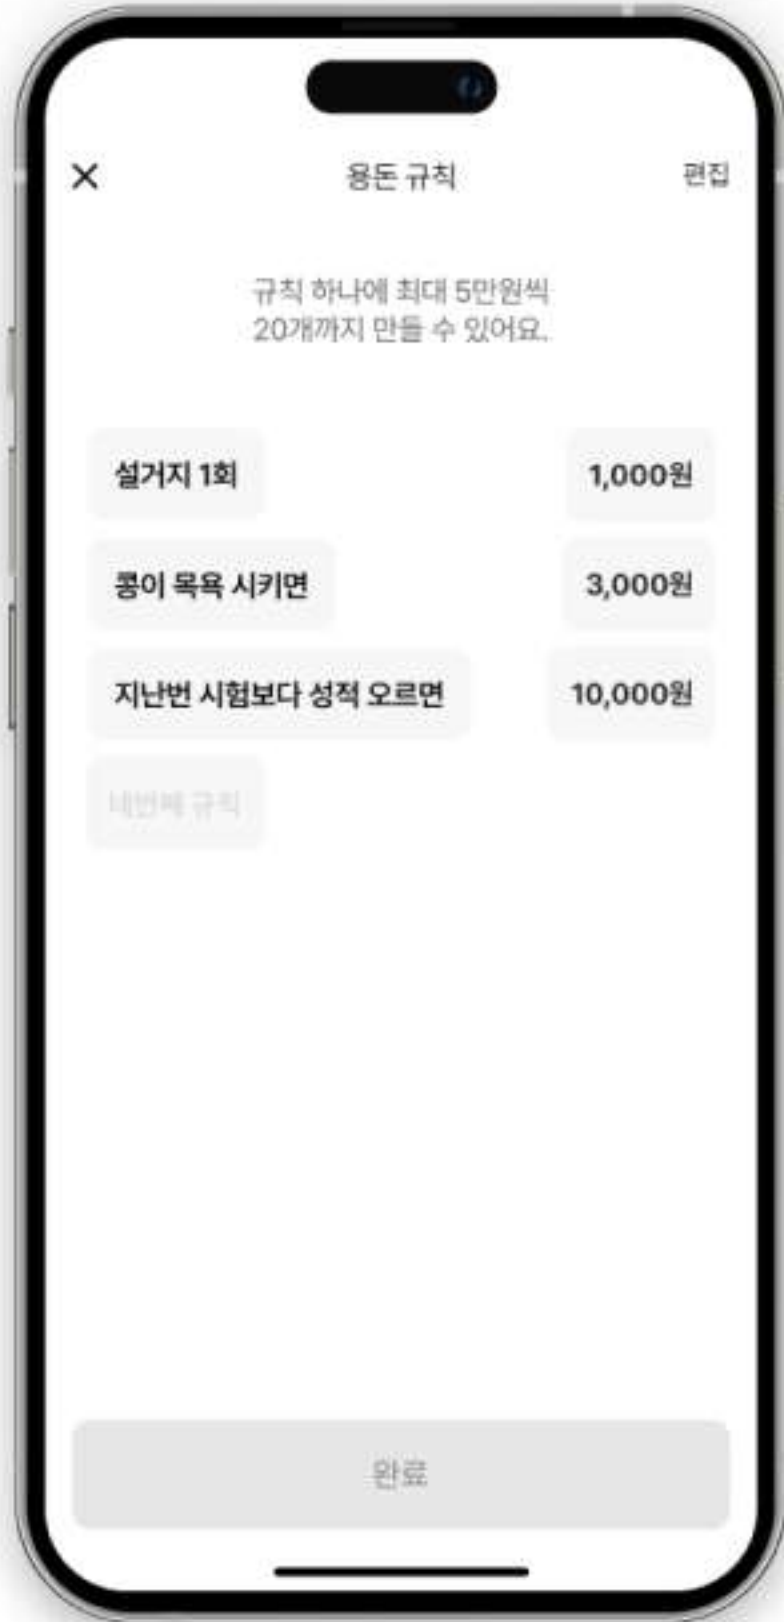 용돈 규칙
편집
규칙 하나에 최대 5만원씩
20개까지 만들 수 있어요.
설거지 1회
1,000원
콩이 목욕 시키면
3,000원
지난번 시험보다 성적 오르면
10,000원
네번째 규칙
완료